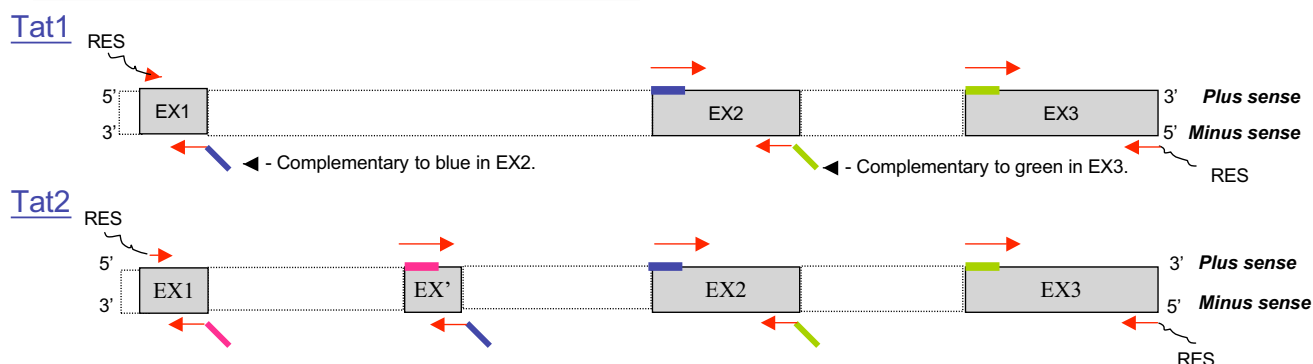 Tat1
RES
5’ EX1 EX2 EX3 3’ Plus sense
3’ 5’ Minus sense
◄ - Complementary to blue in EX2. ◄ - Complementary to green in EX3.
RES
Tat2
RES
5’ 3’ Plus sense
EX1 EX’ EX2 EX3
3’ 5’ Minus sense
RES